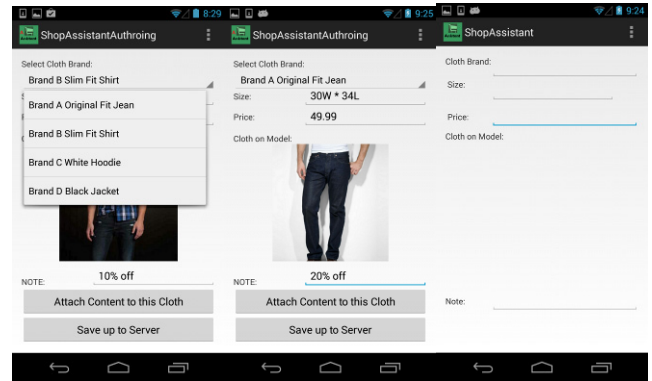 8:29
ShopAssistantAuthroing
Select Cloth Brand:
Brand B Slim Fit Shirt
Brand A Original Fit Jean
Brand B Slim Fit Shirt
Brand C White Hoodie
Brand D Black Jacket
NOTE:
10% off
Attach Content to this Cloth
Save up to Server
9:25
ShopAssistantAuthroing
Select Cloth Brand:
Brand A Original Fit Jean
Size: 30W * 34L
Price: 49.99
Cloth on Model:
NOTE: 20% off
Attach Content to this Cloth
Save up to Server
9:24
ShopAssistant
Cloth Brand:
Size:
Price:
Cloth on Model:
Note: